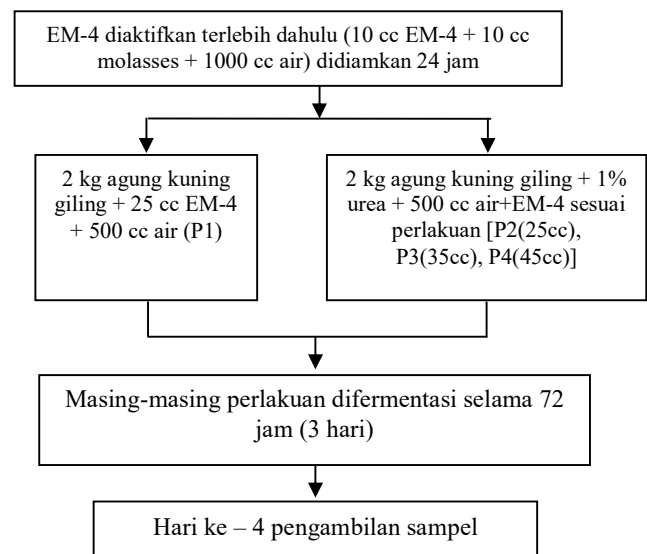 EM-4 diaktifkan terlebih dahulu (10 cc EM-4 + 10 cc
molasses + 1000 cc air) didiamkan 24 jam
2 kg agung kuning
giling + 25 cc EM-4
+ 500 cc air (P1)
2 kg agung kuning giling + 1%
urea + 500 cc air+EM-4 sesuai
perlakuan [P2(25cc),
P3(35cc), P4(45cc)]
Masing-masing perlakuan difermentasi selama 72
jam (3 hari)
Hari ke – 4 pengambilan sampel